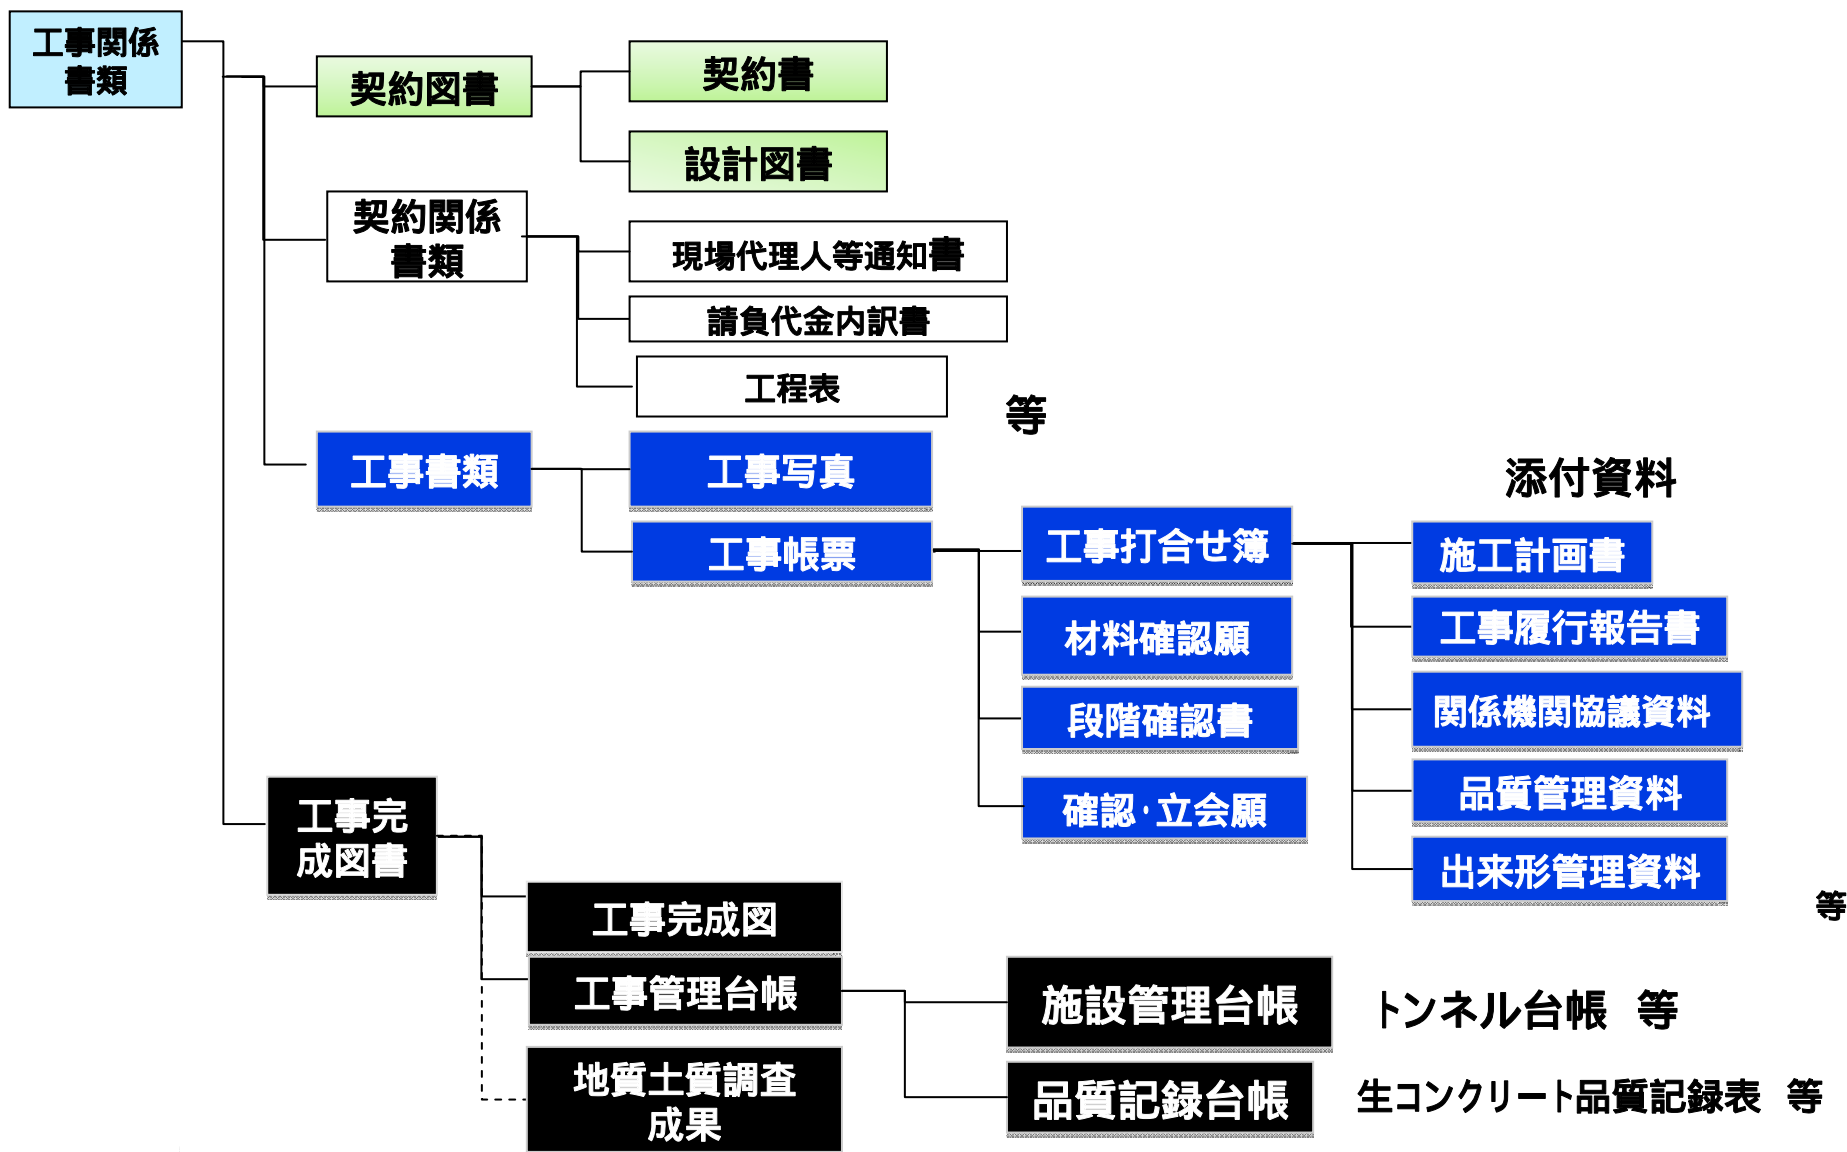 工事関係
書類
契約図書
契約書
設計図書
契約関係
書類
現場代理人等通知書
請負代金内訳書
工程表
等
工事書類
工事写真
工事帳票
添付資料
工事打合せ簿
材料確認願
段階確認書
確認・立会願
施工計画書
工事履行報告書
関係機関協議資料
品質管理資料
出来形管理資料
等
工事完
成図書
工事完成図
工事管理台帳
地質土質調査
成果
施設管理台帳
トンネル台帳 等
品質記録台帳
生コンクリート品質記録表 等